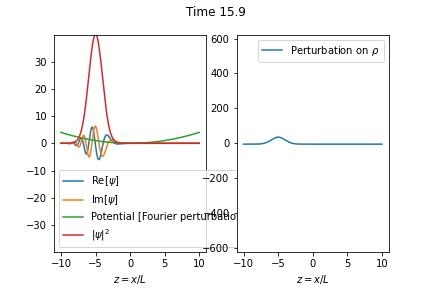 Time 15.9
30
20
10
0
−10
−20
−30
Re[ψ]
Im[ψ]
Potential [Fourier perturbatio
|ψ|²
−10 −5 0 5 10
z = x/L
600
400
200
0
−200
−400
−600
Perturbation on ρ
−10 −5 0 5 10
z = x/L